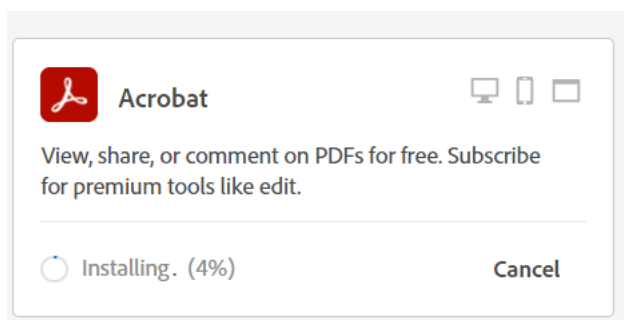 Acrobat
View, share, or comment on PDFs for free. Subscribe
for premium tools like edit.
Installing. (4%)
Cancel